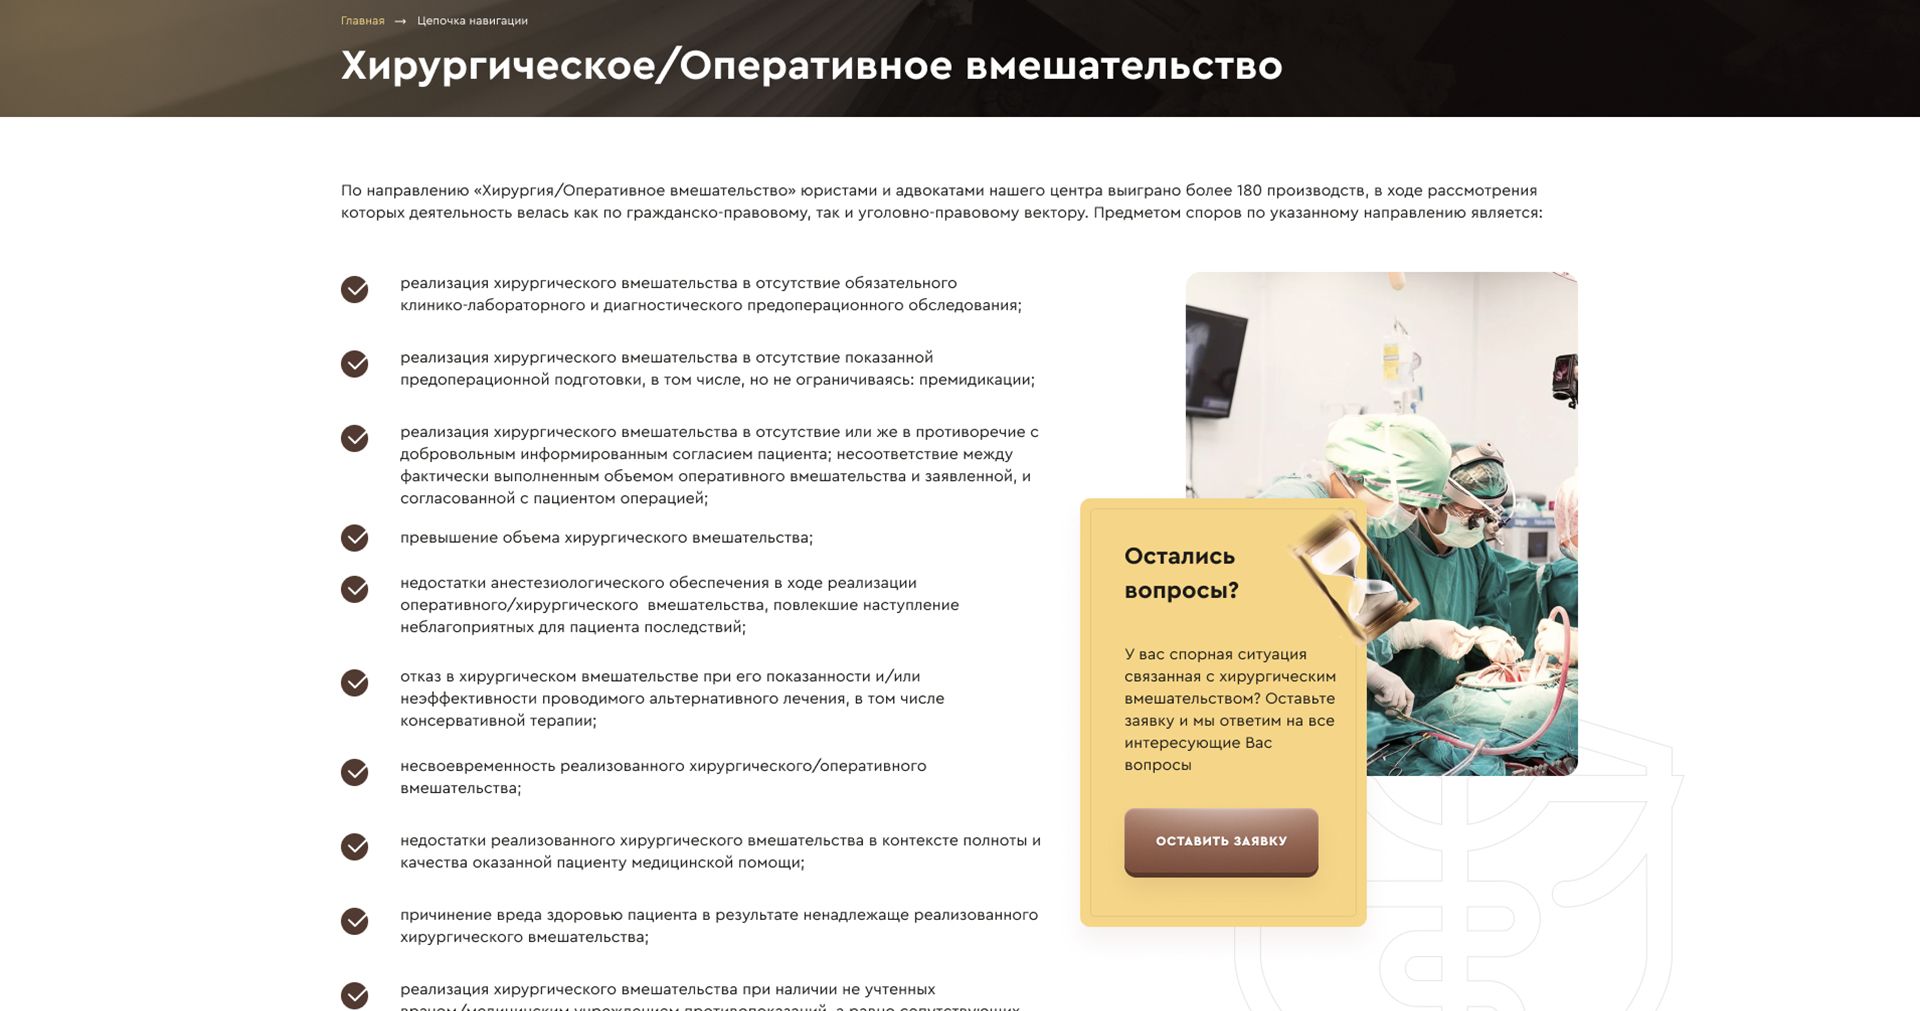 Главная → Цепочка навигации
Хирургическое/Оперативное вмешательство
По направлению «Хирургия/Оперативное вмешательство» юристами и адвокатами нашего центра выиграно более 180 производств, в ходе рассмотрения
которых деятельность велась как по гражданско-правовому, так и уголовно-правовому вектору. Предметом споров по указанному направлению является:
реализация хирургического вмешательства в отсутствие обязательного
клинико-лабораторного и диагностического предоперационного обследования;
реализация хирургического вмешательства в отсутствие показанной
предоперационной подготовки, в том числе, но не ограничиваясь: премидикации;
реализация хирургического вмешательства в отсутствие или же в противоречие с
добровольным информированным согласием пациента; несоответствие между
фактически выполненным объемом оперативного вмешательства и заявленной, и
согласованной с пациентом операцией;
превышение объема хирургического вмешательства;
недостатки анестезиологического обеспечения в ходе реализации
оперативного/хирургического вмешательства, повлекшие наступление
неблагоприятных для пациента последствий;
отказ в хирургическом вмешательстве при его показанности и/или
неэффективности проводимого альтернативного лечения, в том числе
консервативной терапии;
несвоевременность реализованного хирургического/оперативного
вмешательства;
недостатки реализованного хирургического вмешательства в контексте полноты и
качества оказанной пациенту медицинской помощи;
причинение вреда здоровью пациента в результате ненадлежаще реализованного
хирургического вмешательства;
реализация хирургического вмешательства при наличии не учтенных
врачом/медицинским учреждением противопоказаний, а равно сопутствующих
Остались
вопросы?
У вас спорная ситуация
связанная с хирургическим
вмешательством? Оставьте
заявку и мы ответим на все
интересующие Вас
вопросы
ОСТАВИТЬ ЗАЯВКУ